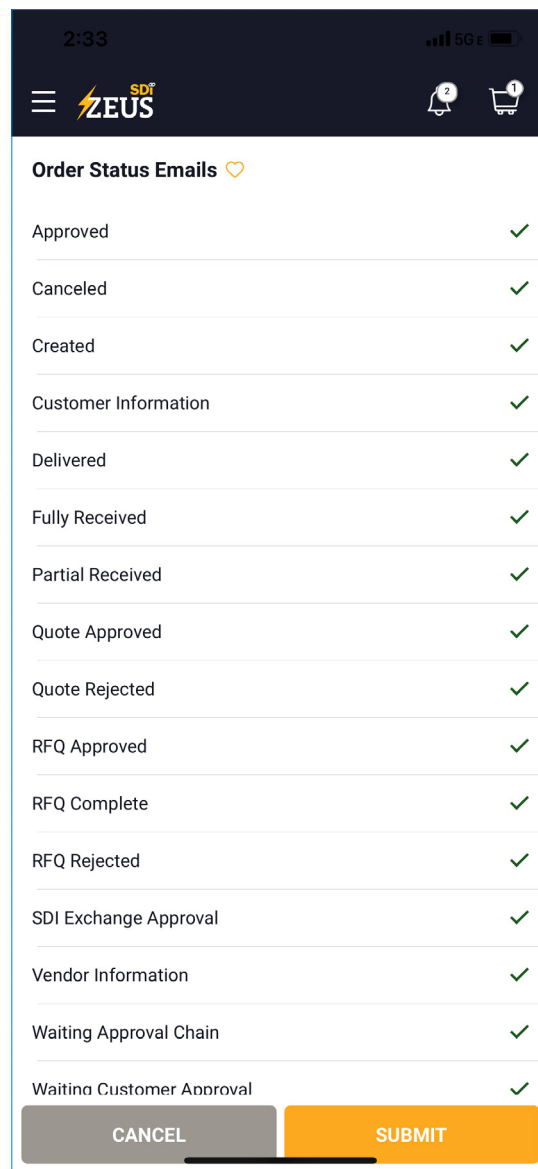 2:33
5G E
SDI
ZEUS
2
1
Order Status Emails
Approved
Canceled
Created
Customer Information
Delivered
Fully Received
Partial Received
Quote Approved
Quote Rejected
RFQ Approved
RFQ Complete
RFQ Rejected
SDI Exchange Approval
Vendor Information
Waiting Approval Chain
Waiting Customer Approval
CANCEL
SUBMIT